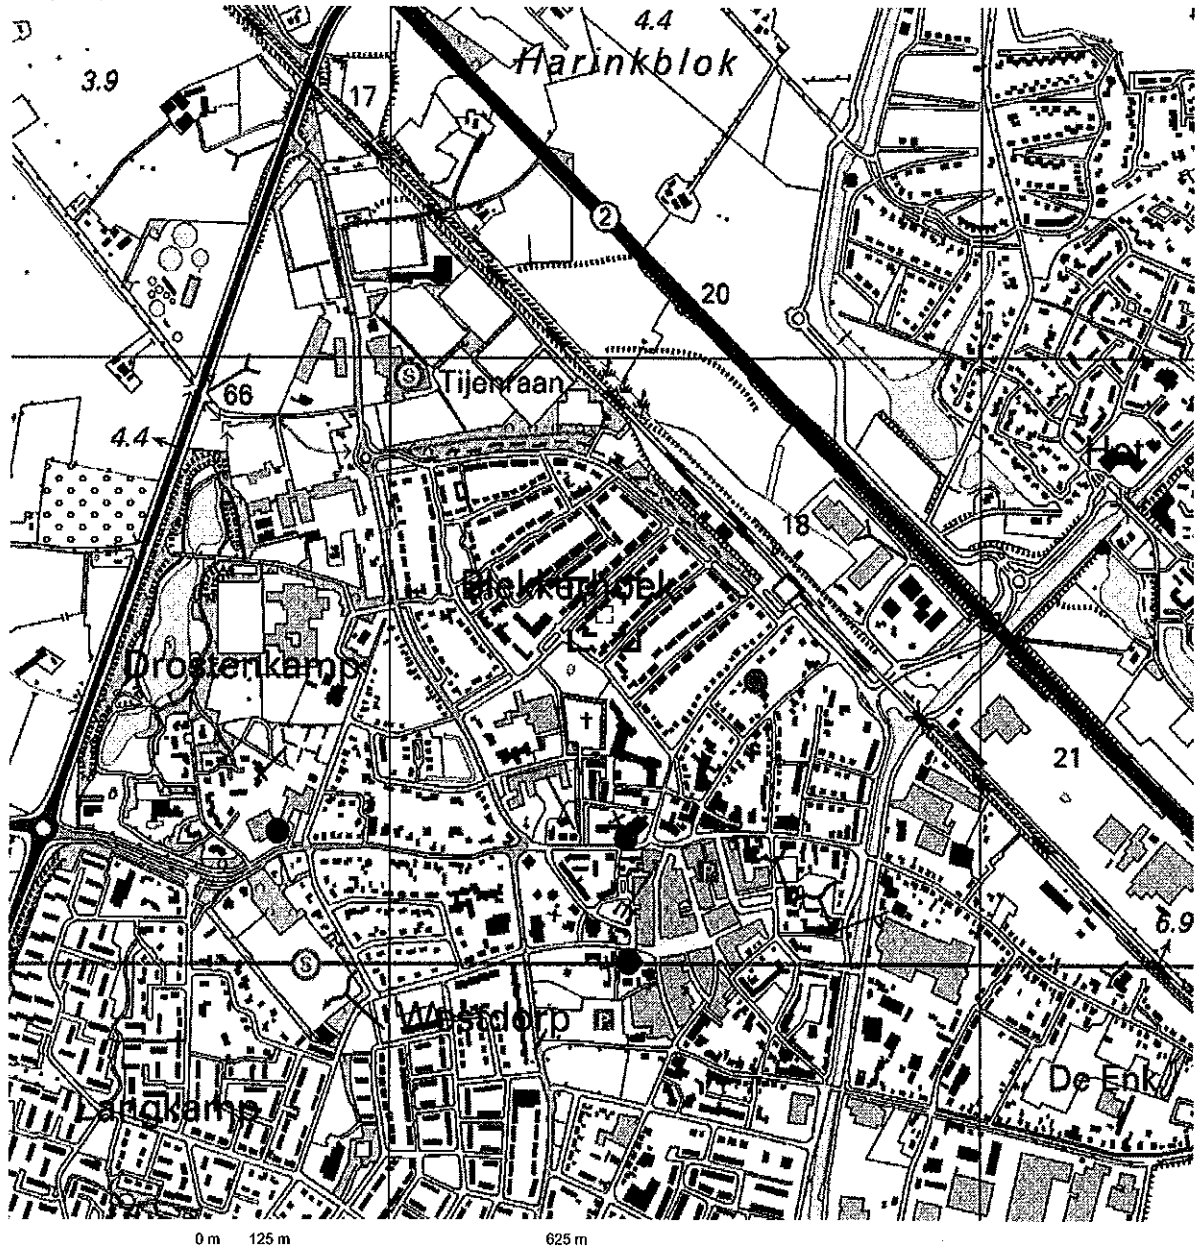 4.4
Harinkblok
3.9
17
2
20
S
Tijenraan
66
4.4
Het
18
Blekkerhoek
Drostenkamp
21
P
6.9
S
Westdorp
P
De Enk
Langkamp
0 m 125 m 625 m